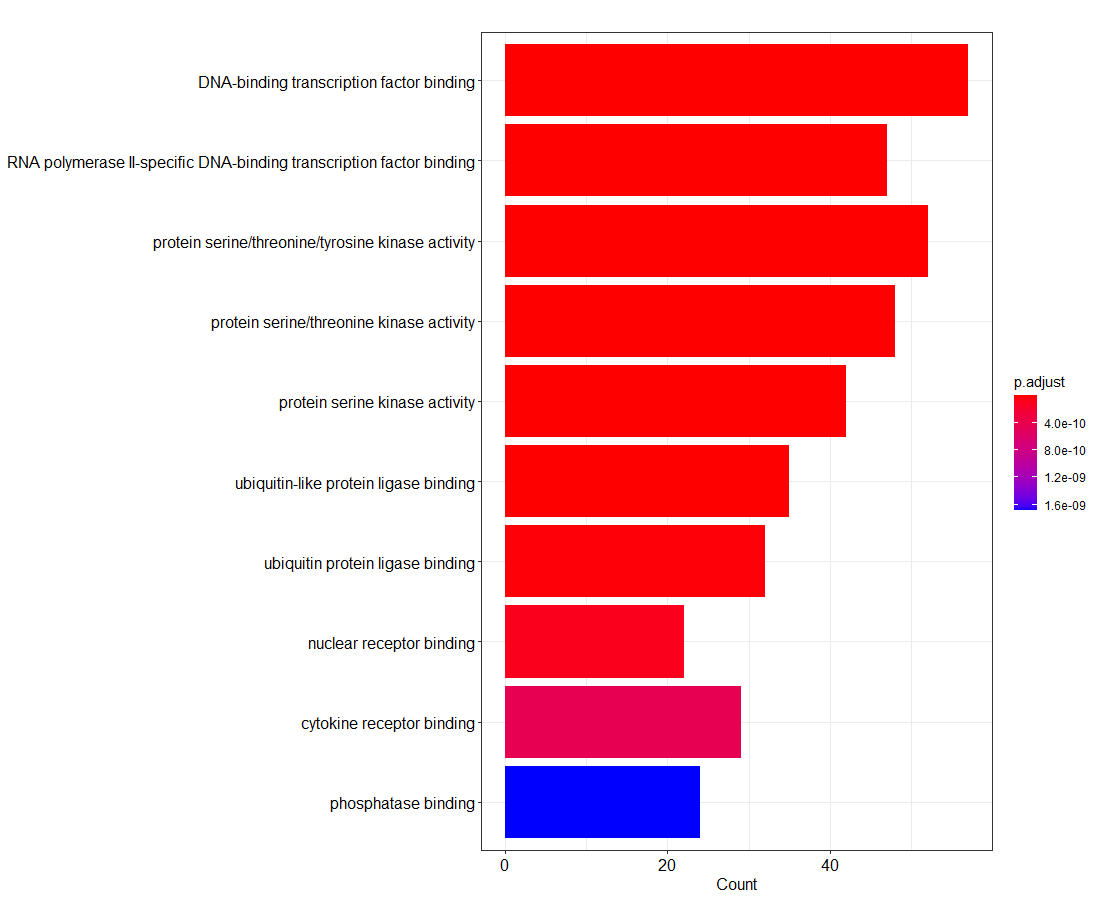 DNA-binding transcription factor binding
RNA polymerase II-specific DNA-binding transcription factor binding
protein serine/threonine/tyrosine kinase activity
protein serine/threonine kinase activity
protein serine kinase activity
ubiquitin-like protein ligase binding
ubiquitin protein ligase binding
nuclear receptor binding
cytokine receptor binding
phosphatase binding
0 20 40
Count
p.adjust
4.0e-10
8.0e-10
1.2e-09
1.6e-09